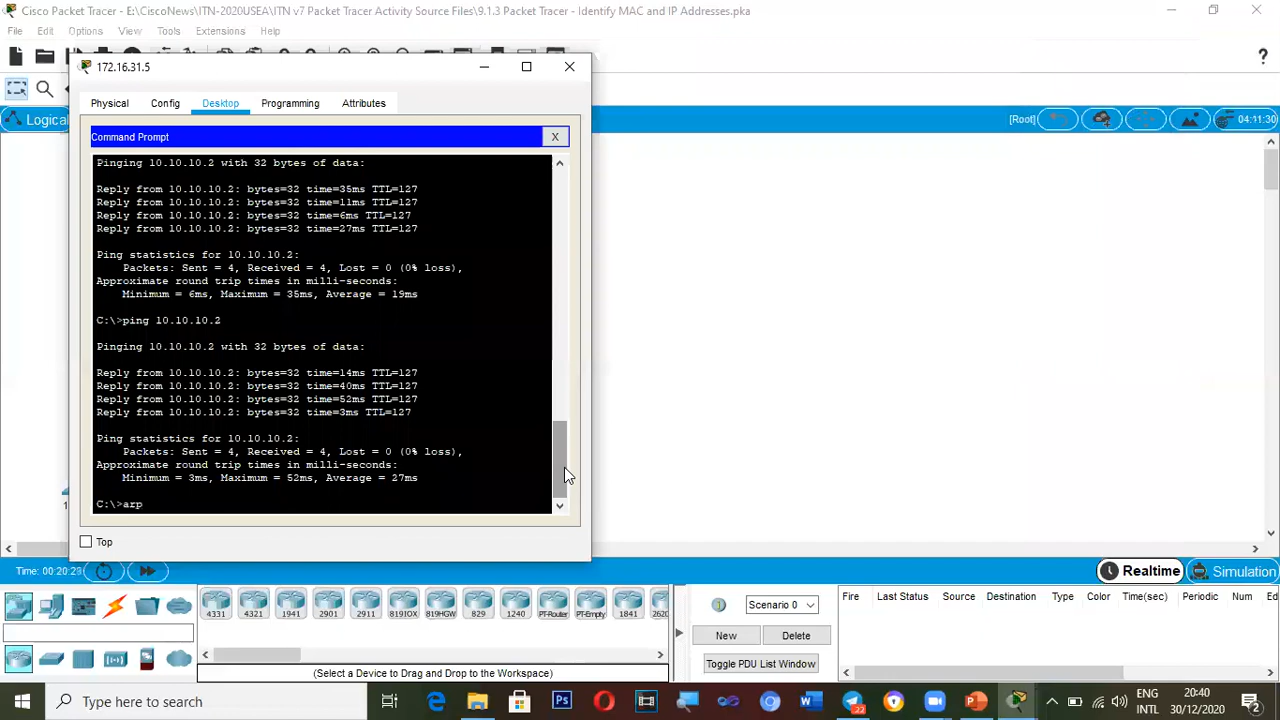 Cisco Packet Tracer - E:\CiscoNews\ITN-2020USEA\ITN v7 Packet Tracer Activity Source Files\9.1.3 Packet Tracer - Identify MAC and IP Addresses.pka
File Edit Options View Tools Extensions Help
172.16.31.5
Physical Config Desktop Programming Attributes
Logical
[Root]
04:11:30
Command Prompt
X
Pinging 10.10.10.2 with 32 bytes of data:
Reply from 10.10.10.2: bytes=32 time=35ms TTL=127
Reply from 10.10.10.2: bytes=32 time=11ms TTL=127
Reply from 10.10.10.2: bytes=32 time=6ms TTL=127
Reply from 10.10.10.2: bytes=32 time=27ms TTL=127
Ping statistics for 10.10.10.2:
Packets: Sent = 4, Received = 4, Lost = 0 (0% loss),
Approximate round trip times in milli-seconds:
Minimum = 6ms, Maximum = 35ms, Average = 19ms
C:\>ping 10.10.10.2
Pinging 10.10.10.2 with 32 bytes of data:
Reply from 10.10.10.2: bytes=32 time=14ms TTL=127
Reply from 10.10.10.2: bytes=32 time=40ms TTL=127
Reply from 10.10.10.2: bytes=32 time=52ms TTL=127
Reply from 10.10.10.2: bytes=32 time=3ms TTL=127
Ping statistics for 10.10.10.2:
Packets: Sent = 4, Received = 4, Lost = 0 (0% loss),
Approximate round trip times in milli-seconds:
Minimum = 3ms, Maximum = 52ms, Average = 27ms
C:\>arp
Top
Time: 00:20:29
Realtime
Simulation
4331 4321 1941 2901 2911 819IOX 819HGW 829 1240 PT-Router PT-Empty 1841 2620
(Select a Device to Drag and Drop to the Workspace)
Scenario 0
New Delete
Toggle PDU List Window
Fire Last Status Source Destination Type Color Time(sec) Periodic Num Ed
Type here to search
Ps
22
ENG
INTL
20:40
30/12/2020
2